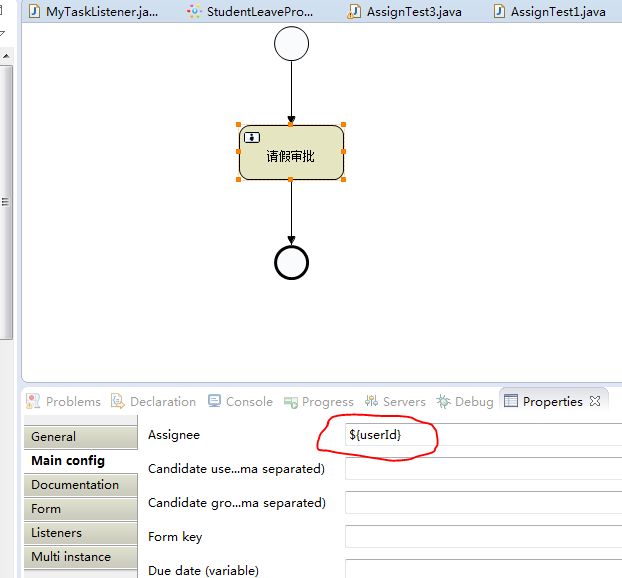 MyTaskListener.ja... StudentLeavePro... AssignTest3.java AssignTest1.java
请假审批
Problems Declaration Console Progress Servers Debug Properties
General
Main config
Documentation
Form
Listeners
Multi instance
Assignee ${userId}
Candidate use...ma separated)
Candidate gro...ma separated)
Form key
Due date (variable)